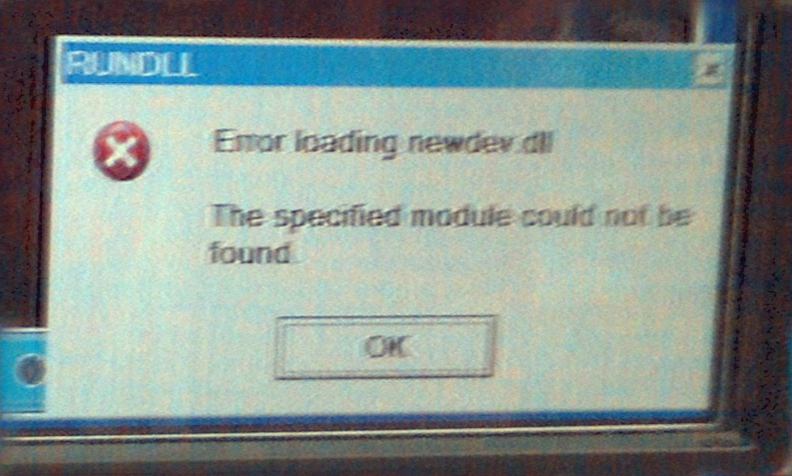 RUNDLL
Error loading newdev.dll
The specified module could not be
found.
OK